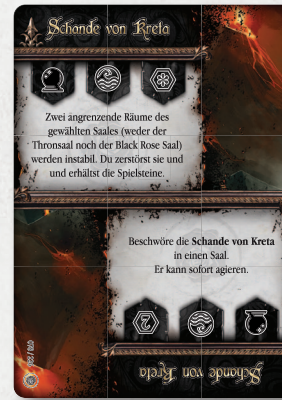 Schande von Kreta
Zwei angrenzende Räume des
gewählten Saales (weder der
Thronsaal noch der Black Rose Saal)
werden instabil. Du zerstörst sie und
und erhältst die Spielsteine.
Beschwöre die Schande von Kreta
in einen Saal.
Er kann sofort agieren.
Schande von Kreta